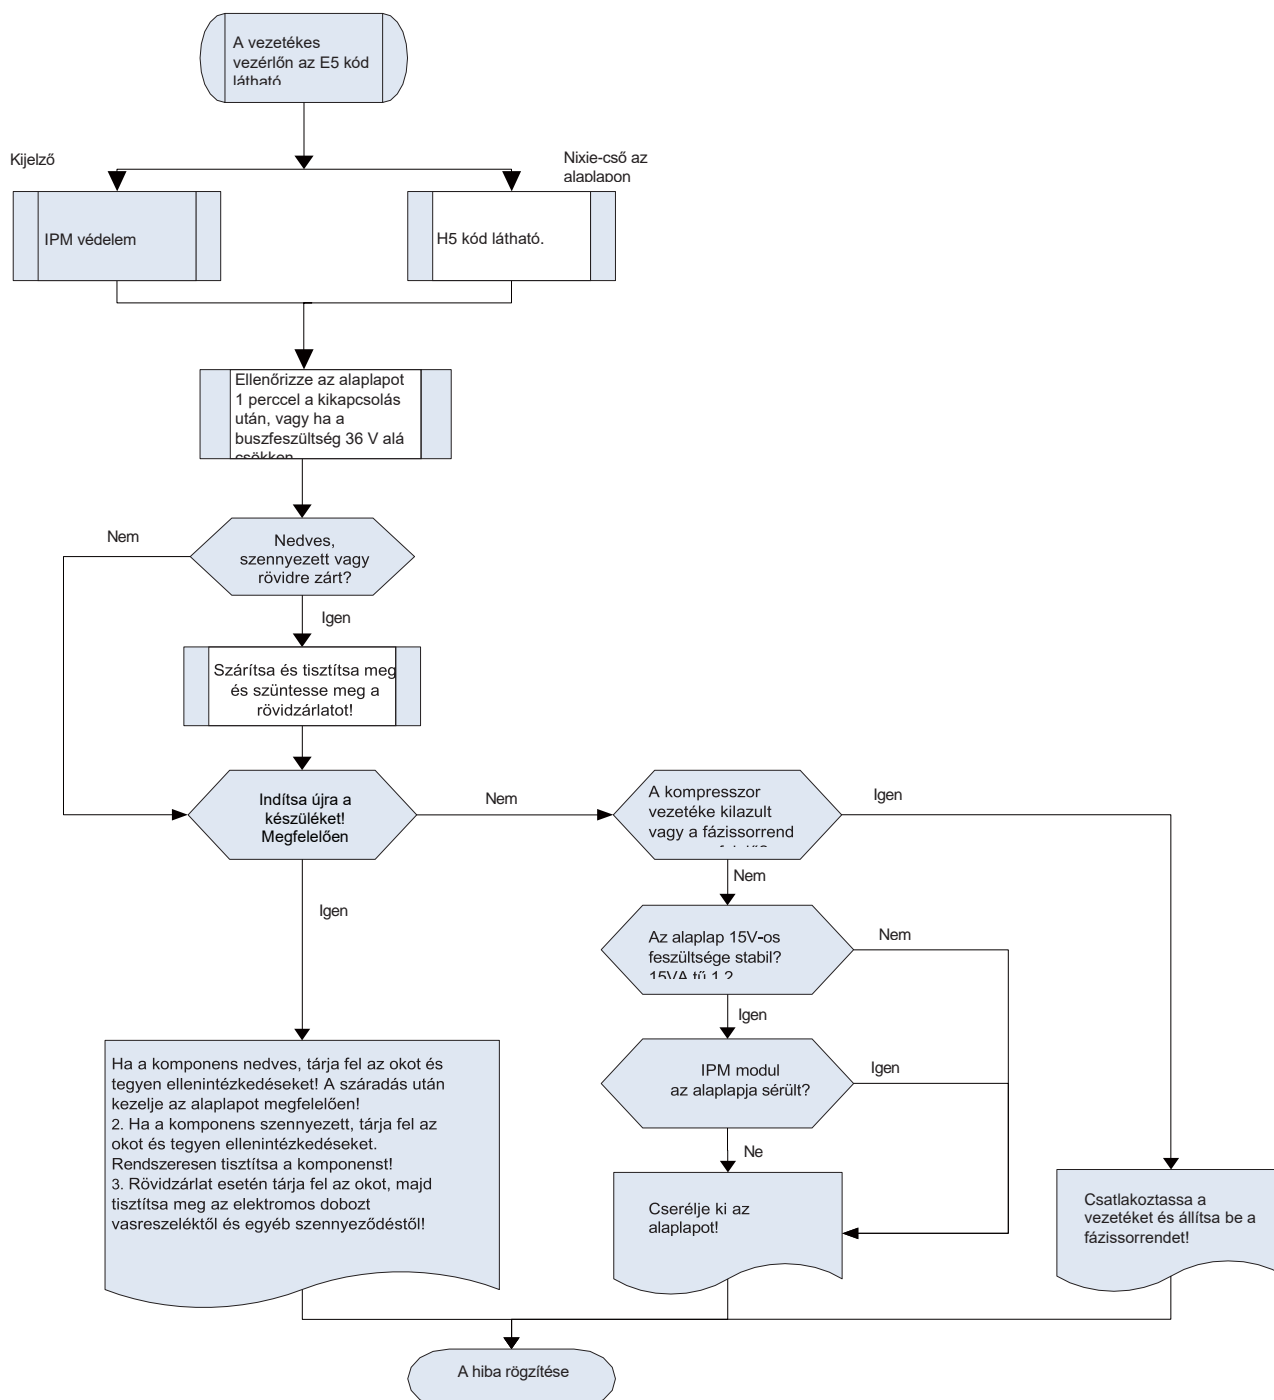 A vezetékes
vezérlőn az E5 kód
látható
Kijelző
Nixie-cső az
alaplapon
IPM védelem
H5 kód látható.
Ellenőrizze az alaplapot
1 perccel a kikapcsolás
után, vagy ha a
buszfeszültség 36 V alá
csökken
Nem
Nedves,
szennyezett vagy
rövidre zárt?
Igen
Szárítsa és tisztítsa meg
és szüntesse meg a
rövidzárlatot!
Indítsa újra a
készüléket!
Megfelelően
Nem
A kompresszor
vezetéke kilazult
vagy a fázissorrend
Igen
Nem
Igen
Az alaplap 15V-os
feszültsége stabil?
15VA tű 1,2
Nem
Igen
IPM modul
az alaplapja sérült?
Igen
Ne
Ha a komponens nedves, tárja fel az okot és
tegyen ellenintézkedéseket! A száradás után
kezelje az alaplapot megfelelően!
2. Ha a komponens szennyezett, tárja fel az
okot és tegyen ellenintézkedéseket.
Rendszeresen tisztítsa a komponenst!
3. Rövidzárlat esetén tárja fel az okot, majd
tisztítsa meg az elektromos dobozt
vasreszeléktől és egyéb szennyeződéstől!
Cserélje ki az
alaplapot!
Csatlakoztassa a
vezetéket és állítsa be a
fázissorrendet!
A hiba rögzítése